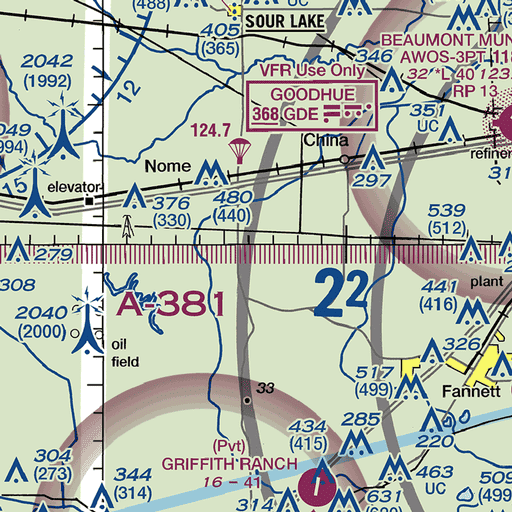 (488)
UC
405
(365)
SOUR LAKE
2042
(1992)
12
BEAUMONT MUN
346
AWOS-3PT 118
VFR Use Only
32 *L 40 123.
RP 13
GOODHUE
368 GDE
351
UC
049
994)
124.7
China
Nome
refiner
297
31
15
elevator
376
(330)
480
(440)
539
(512)
279
308
A-381
22
441
(416)
plant
2040
(2000)
oil
field
326
517
(499)
Fannett
33
434
(415)
285
220
(Pvt)
GRIFFITH RANCH
16 - 41
304
(273)
344
(314)
463
UC
509
(499
314
631